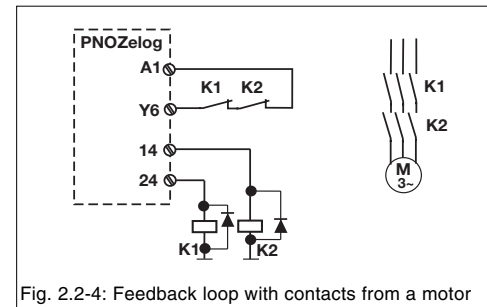 PNOZelog
A1
K1 K2
Y6
14
24
K1 K2
K1
K2
M
3~
Fig. 2.2-4: Feedback loop with contacts from a motor